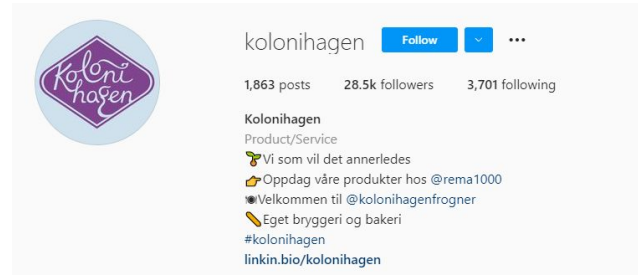 Koloni
hagen
kolonihagen Follow
1,863 posts 28.5k followers 3,701 following
Kolonihagen
Product/Service
🌱Vi som vil det annerledes
👉Oppdag våre produkter hos @rema1000
🍽Velkommen til @kolonihagenfrogner
🥖Eget bryggeri og bakeri
#kolonihagen
linkin.bio/kolonihagen